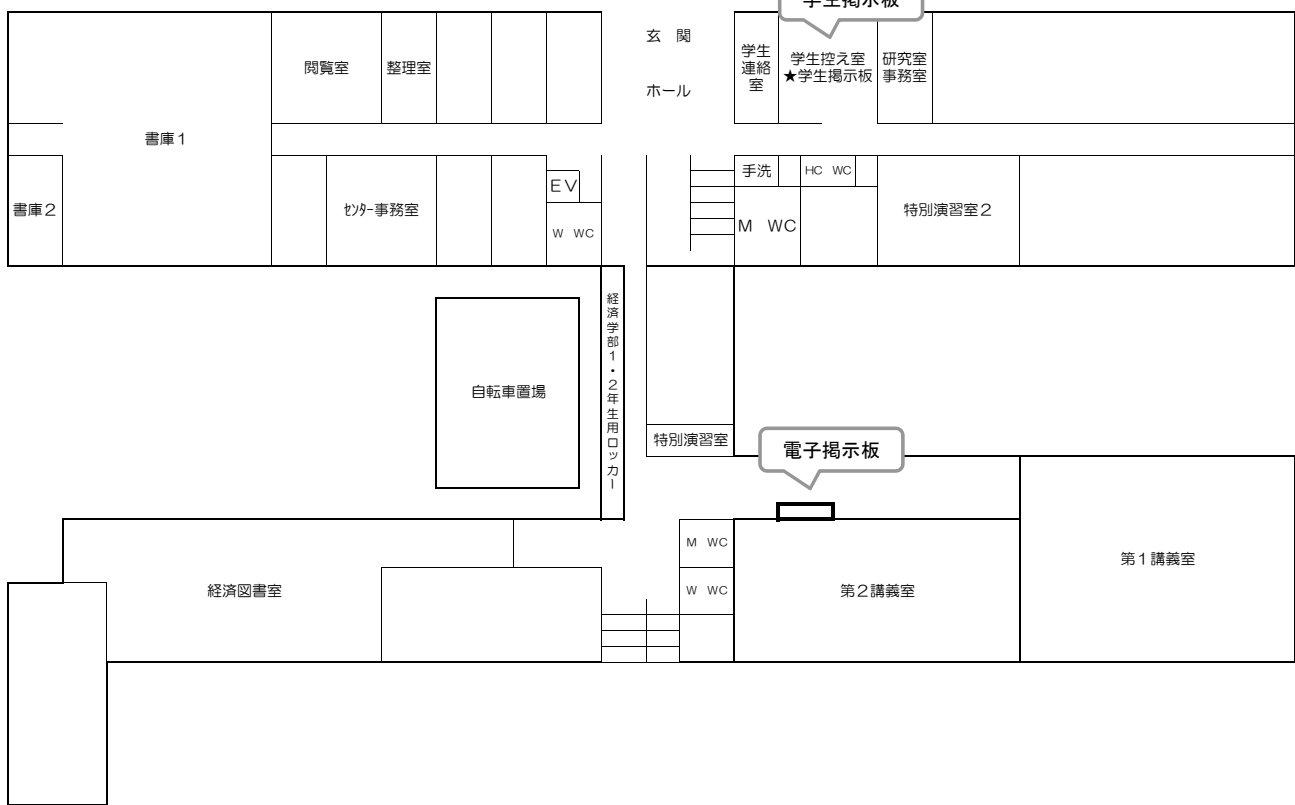 学生掲示板
玄 関
ホール
閲覧室
整理室
学生
連絡
室
学生控え室
★学生掲示板
研究室
事務室
書庫1
書庫2
センター事務室
EV
W WC
手洗
HC WC
M WC
特別演習室2
経済学部1・2年生用ロッカー
自転車置場
特別演習室
電子掲示板
M WC
W WC
経済図書室
第2講義室
第1講義室